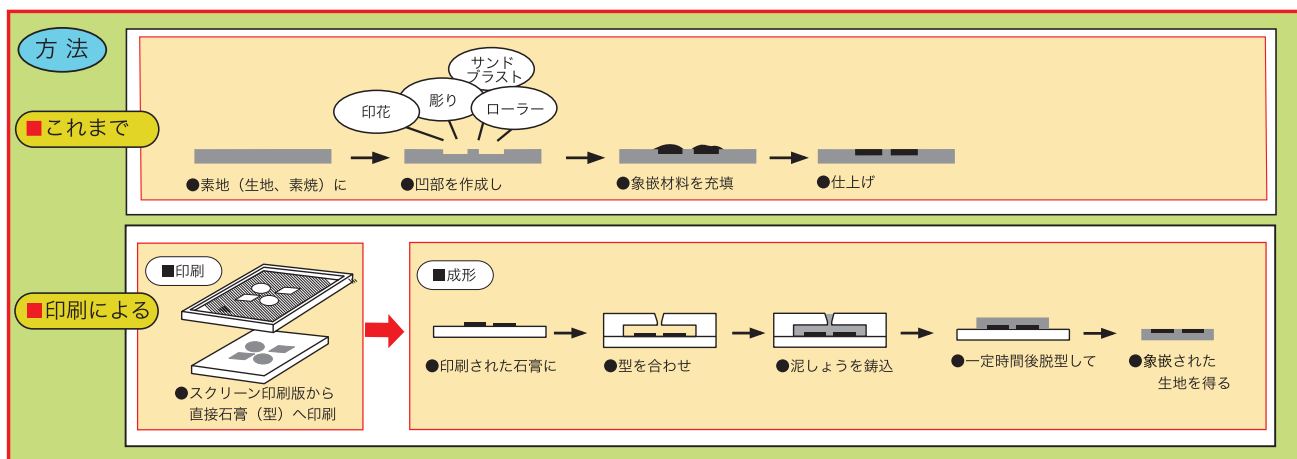 方法
■これまで
サンド
ブラスト
彫り
印花
ローラー
●素地（生地、素焼）に
●凹部を作成し
●象嵌材料を充填
●仕上げ
■印刷による
■印刷
●スクリーン印刷版から
直接石膏（型）へ印刷
■成形
●印刷された石膏に
●型を合わせ
●泥しょうを鋳込
●一定時間後脱型して
●象嵌された
生地を得る